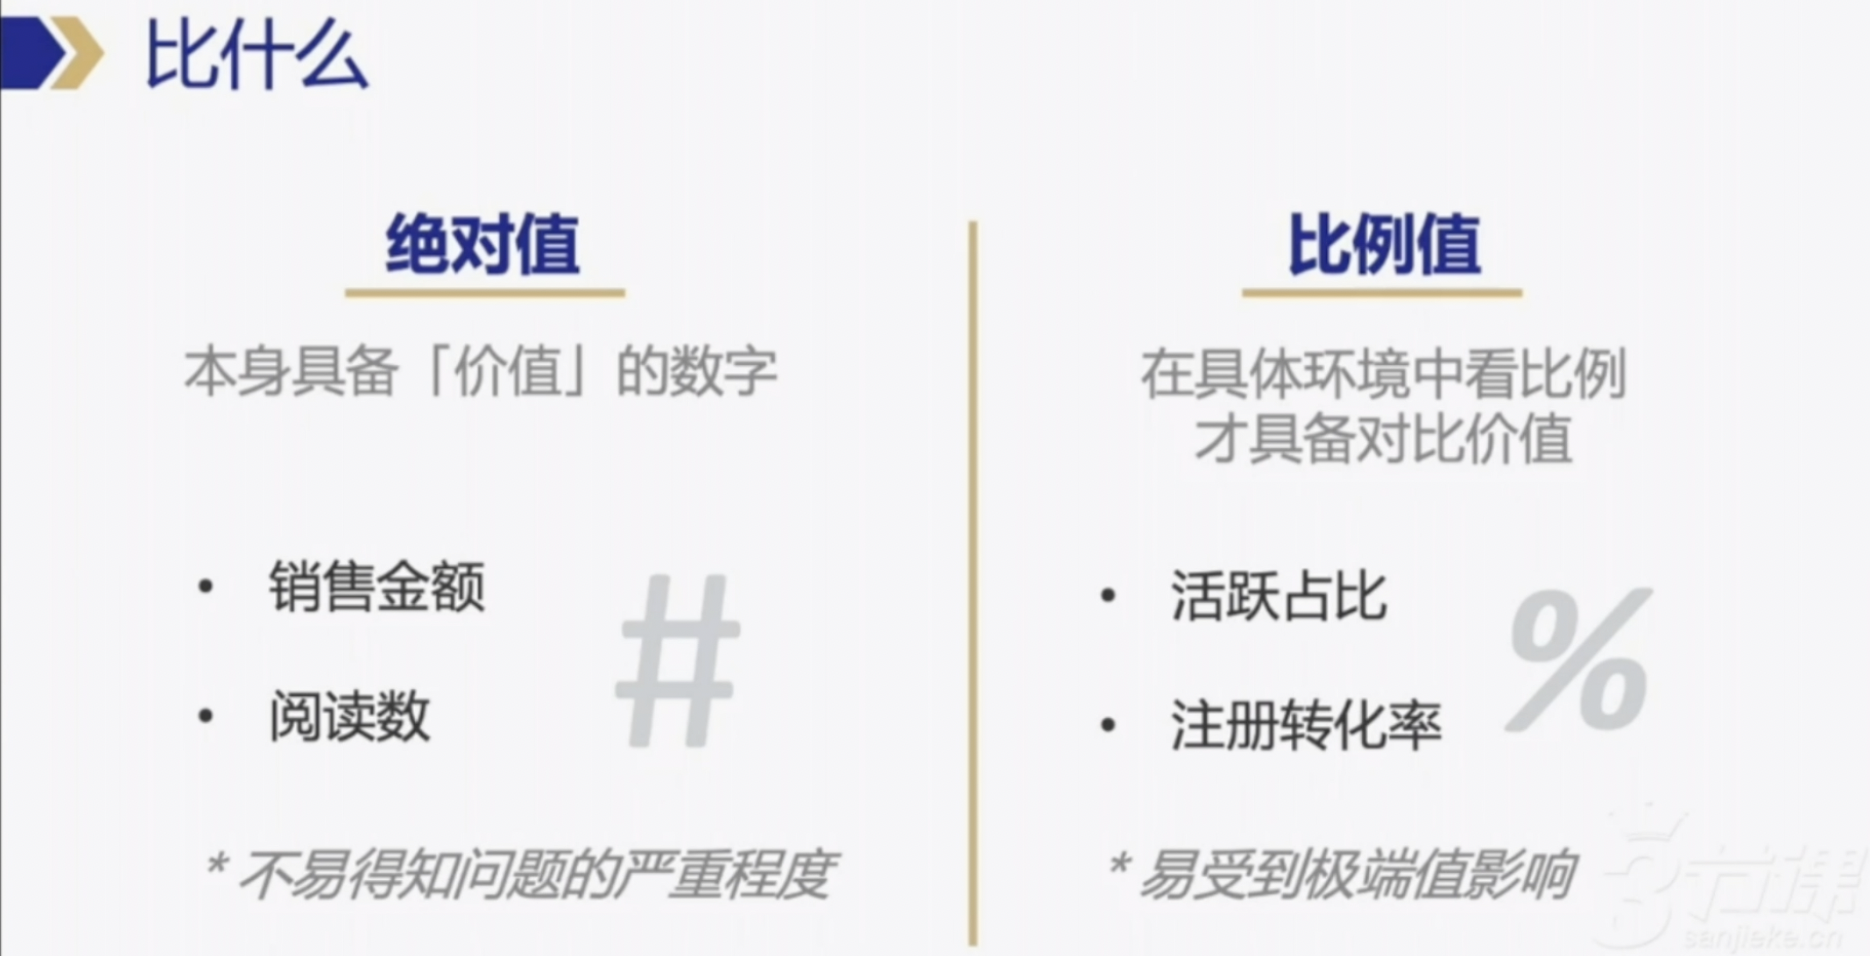 比什么
绝对值
本身具备「价值」的数字
• 销售金额
• 阅读数
#
* 不易得知问题的严重程度
比例值
在具体环境中看比例
才具备对比价值
• 活跃占比
• 注册转化率
%
* 易受到极端值影响
3节课
sanjieke.cn